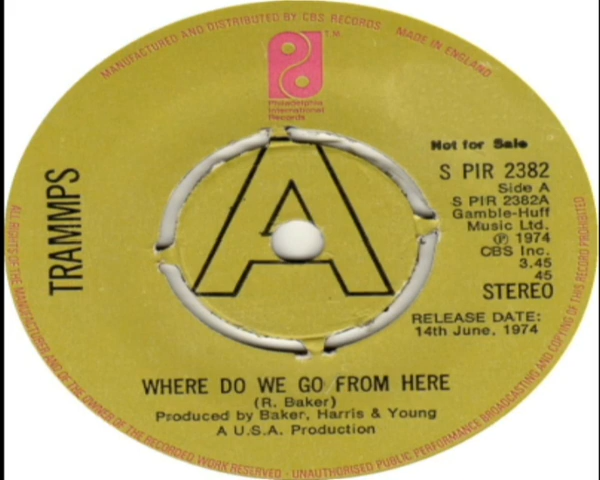 MANUFACTURED AND DISTRIBUTED BY CBS RECORDS MADE IN ENGLAND
T.M.
Philadelphia
International
Records
Not for Sale
S PIR 2382
Side A
S PIR 2382A
Gamble-Huff
Music Ltd.
℗ 1974
CBS Inc.
3.45
45
STEREO
RELEASE DATE:
14th June, 1974
TRAMMPS
A
WHERE DO WE GO FROM HERE
(R. Baker)
Produced by Baker, Harris & Young
A U.S.A. Production
ALL RIGHTS OF THE MANUFACTURER AND OF THE OWNER OF THE RECORDED WORK RESERVED - UNAUTHORISED PUBLIC PERFORMANCE BROADCASTING AND COPYING OF THIS RECORD PROHIBITED